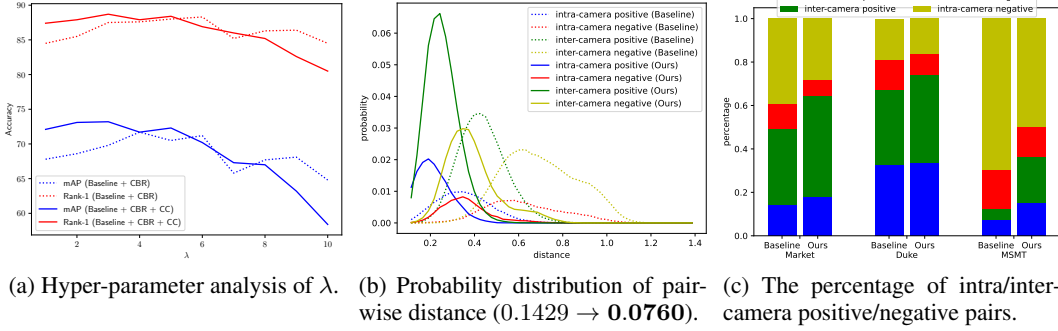 90
85
80
75
70
65
60
Accuracy
mAP (Baseline + CBR)
Rank-1 (Baseline + CBR)
mAP (Baseline + CBR + CC)
Rank-1 (Baseline + CBR + CC)
2 4 6 8 10
λ
(a) Hyper-parameter analysis of λ.
0.06
0.05
0.04
0.03
0.02
0.01
0.00
probability
intra-camera positive (Baseline)
intra-camera negative (Baseline)
inter-camera positive (Baseline)
inter-camera negative (Baseline)
intra-camera positive (Ours)
intra-camera negative (Ours)
inter-camera positive (Ours)
inter-camera negative (Ours)
0.2 0.4 0.6 0.8 1.0 1.2 1.4
distance
(b) Probability distribution of pair-
wise distance (0.1429 → 0.0760).
inter-camera positive intra-camera negative
1.0
0.8
0.6
0.4
0.2
0.0
percentage
Baseline Ours Baseline Ours Baseline Ours
Market Duke MSMT
(c) The percentage of intra/inter-
camera positive/negative pairs.